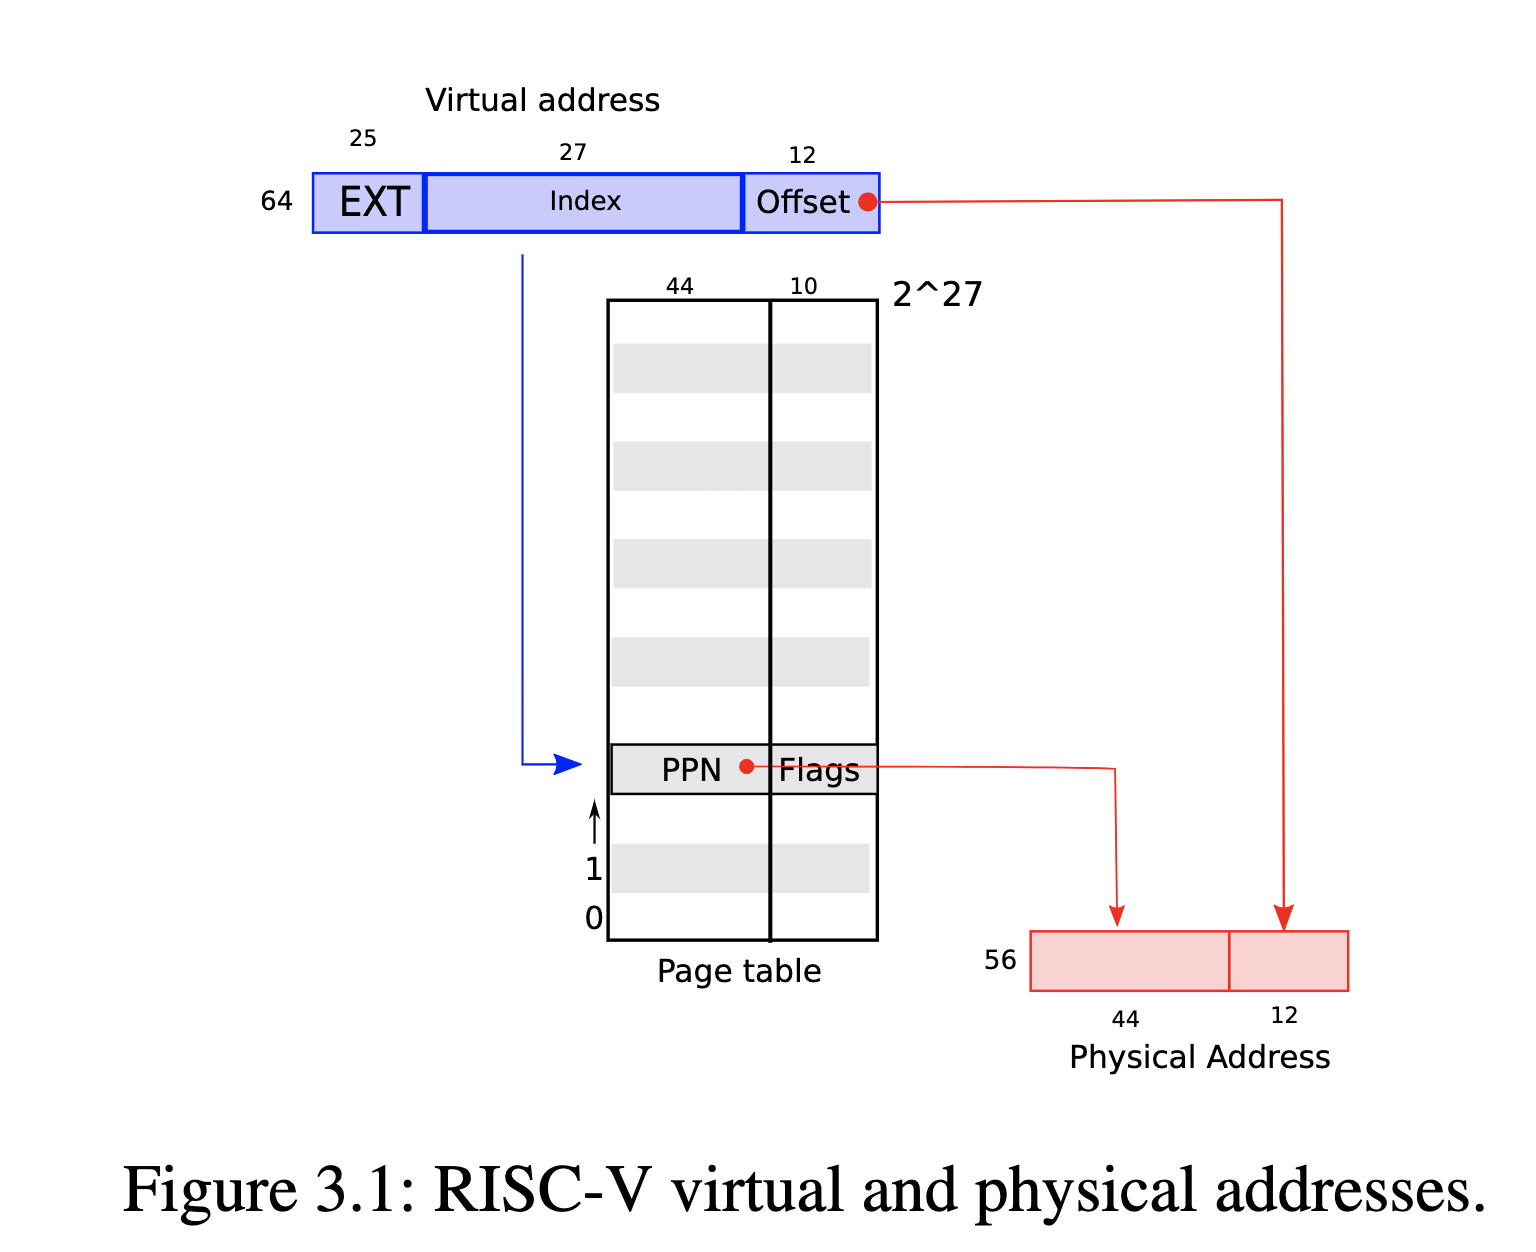 Virtual address
25
27
12
64
EXT
Index
Offset
44
10
2^27
PPN
Flags
1
0
Page table
56
44
12
Physical Address
Figure 3.1: RISC-V virtual and physical addresses.